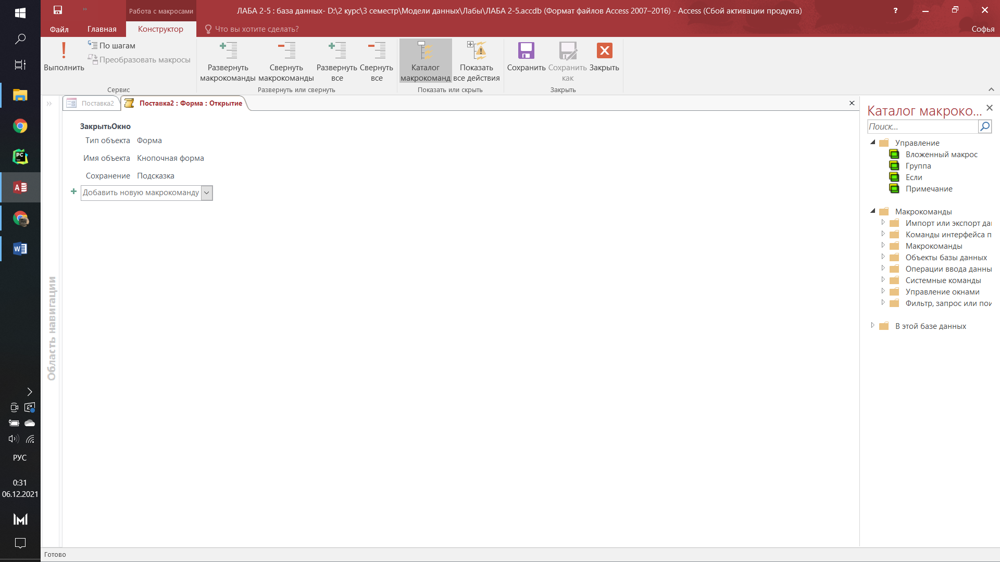 Работа с макросами
ЛАБА 2-5 : база данных- D:\2 курс\3 семестр\Модели данных\Лабы\ЛАБА 2-5.accdb (Формат файлов Access 2007–2016) - Access (Сбой активации продукта)
?
Файл
Главная
Конструктор
Что вы хотите сделать?
Софья
Выполнить
По шагам
Преобразовать макросы
Сервис
Развернуть макрокоманды
Свернуть макрокоманды
Развернуть все
Свернуть все
Развернуть или свернуть
Каталог макрокоманд
Показать все действия
Показать или скрыть
Сохранить
Сохранить как
Закрыть
Закрыть
Область навигации
Поставка2
Поставка2 : Форма : Открытие
ЗакрытьОкно
Тип объекта Форма
Имя объекта Кнопочная форма
Сохранение Подсказка
Добавить новую макрокоманду
Каталог макроко...
Поиск...
Управление
Вложенный макрос
Группа
Если
Примечание
Макрокоманды
Импорт или экспорт да
Команды интерфейса п
Макрокоманды
Объекты базы данных
Операции ввода данны
Системные команды
Управление окнами
Фильтр, запрос или пои
В этой базе данных
PC
A
W
РУС
0:31
06.12.2021
Готово